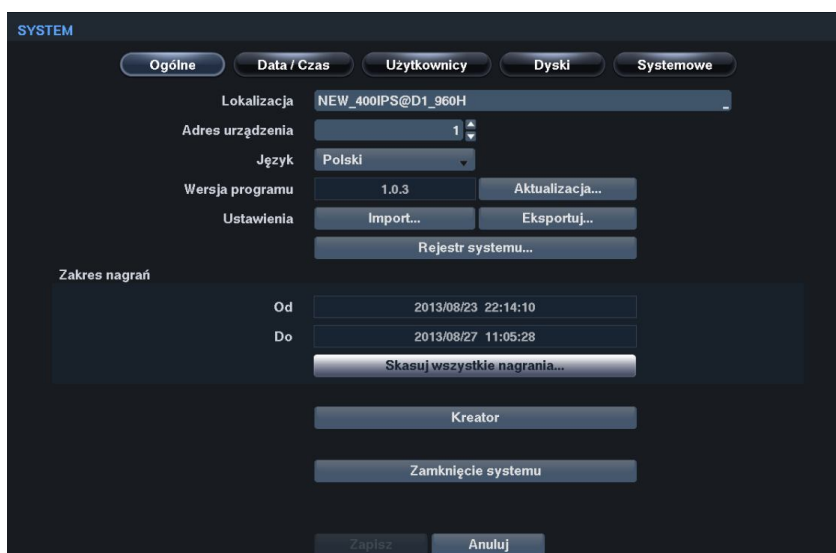 SYSTEM
Ogólne Data / Czas Użytkownicy Dyski Systemowe
Lokalizacja NEW_400IPS@D1_960H
Adres urządzenia 1
Język Polski
Wersja programu 1.0.3 Aktualizacja...
Ustawienia Import... Eksportuj...
Rejestr systemu...
Zakres nagrań
Od 2013/08/23 22:14:10
Do 2013/08/27 11:05:28
Skasuj wszystkie nagrania...
Kreator
Zamknięcie systemu
Zapisz Anuluj